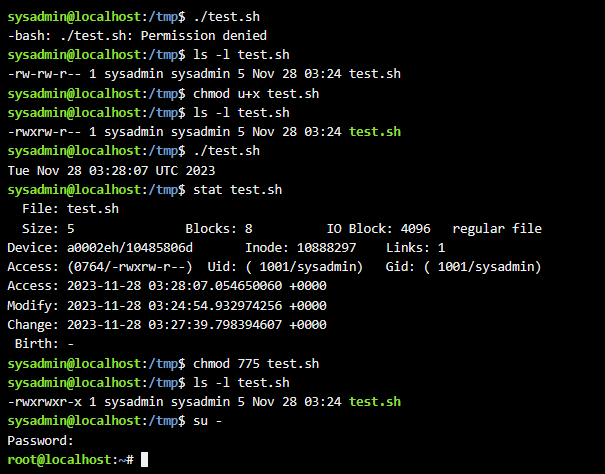 sysadmin@localhost:/tmp$ ./test.sh
-bash: ./test.sh: Permission denied
sysadmin@localhost:/tmp$ ls -l test.sh
-rw-rw-r-- 1 sysadmin sysadmin 5 Nov 28 03:24 test.sh
sysadmin@localhost:/tmp$ chmod u+x test.sh
sysadmin@localhost:/tmp$ ls -l test.sh
-rwxrw-r-- 1 sysadmin sysadmin 5 Nov 28 03:24 test.sh
sysadmin@localhost:/tmp$ ./test.sh
Tue Nov 28 03:28:07 UTC 2023
sysadmin@localhost:/tmp$ stat test.sh
  File: test.sh
  Size: 5               Blocks: 8          IO Block: 4096   regular file
Device: a0002eh/10485806d       Inode: 10888297    Links: 1
Access: (0764/-rwxrw-r--)  Uid: ( 1001/sysadmin)   Gid: ( 1001/sysadmin)
Access: 2023-11-28 03:28:07.054650060 +0000
Modify: 2023-11-28 03:24:54.932974256 +0000
Change: 2023-11-28 03:27:39.798394607 +0000
 Birth: -
sysadmin@localhost:/tmp$ chmod 775 test.sh
sysadmin@localhost:/tmp$ ls -l test.sh
-rwxrwxr-x 1 sysadmin sysadmin 5 Nov 28 03:24 test.sh
sysadmin@localhost:/tmp$ su -
Password:
root@localhost:~#